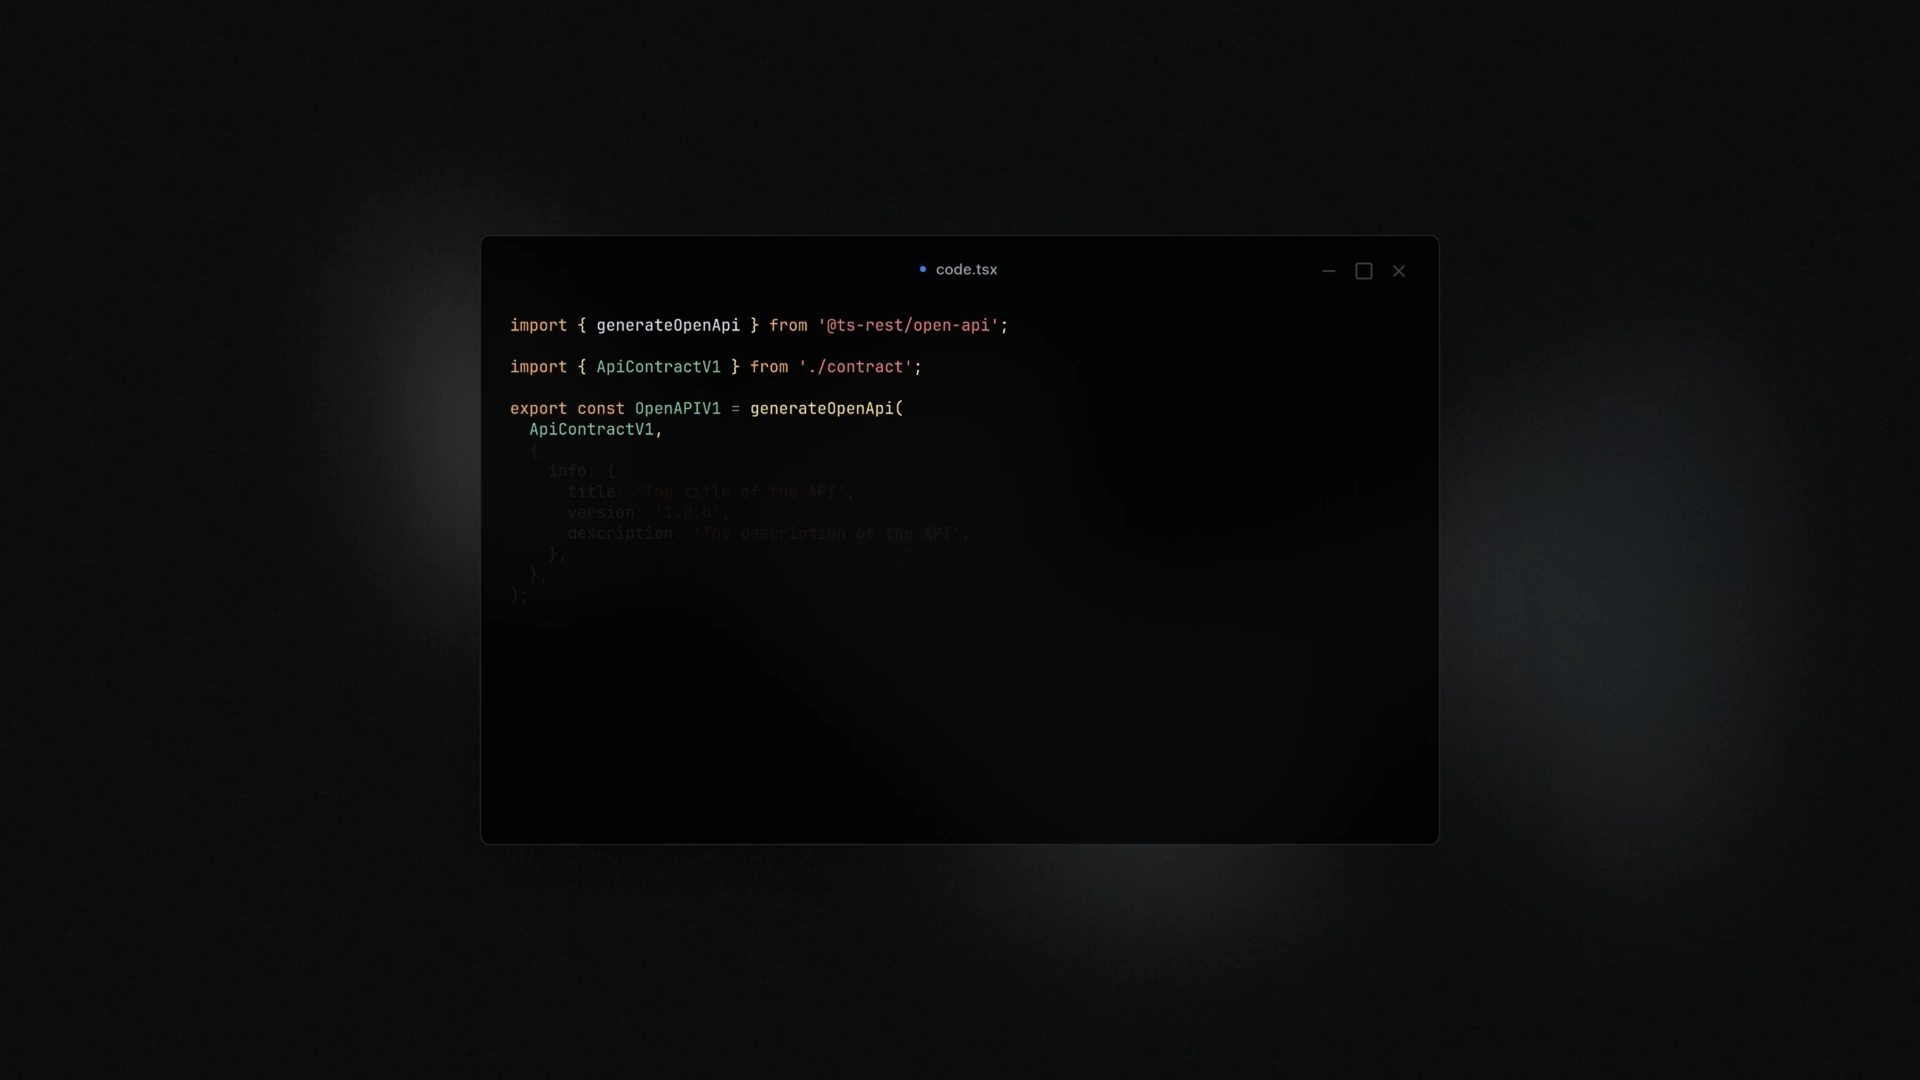 code.tsx
import { generateOpenApi } from '@ts-rest/open-api';
import { ApiContractV1 } from './contract';
export const OpenAPIV1 = generateOpenApi(
  ApiContractV1,
  {
    info: {
      title: 'The title of the API',
      version: '1.0.0',
      description: 'The description of the API',
    },
  },
);